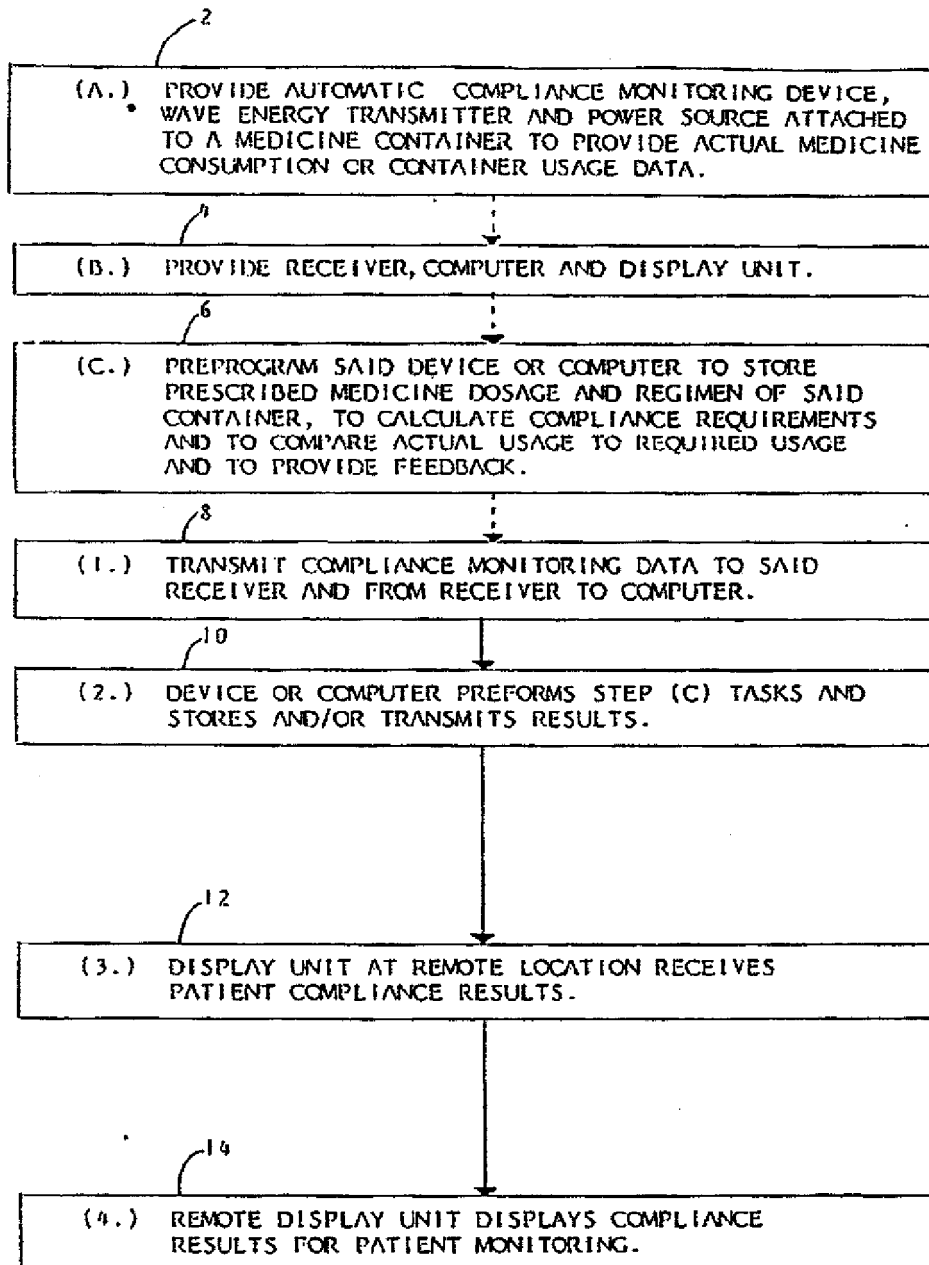 2
(A.) PROVIDE AUTOMATIC COMPLIANCE MONITORING DEVICE,
WAVE ENERGY TRANSMITTER AND POWER SOURCE ATTACHED
TO A MEDICINE CONTAINER TO PROVIDE ACTUAL MEDICINE
CONSUMPTION OR CONTAINER USAGE DATA.
4
(B.) PROVIDE RECEIVER, COMPUTER AND DISPLAY UNIT.
6
(C.) PREPROGRAM SAID DEVICE OR COMPUTER TO STORE
PRESCRIBED MEDICINE DOSAGE AND REGIMEN OF SAID
CONTAINER, TO CALCULATE COMPLIANCE REQUIREMENTS
AND TO COMPARE ACTUAL USAGE TO REQUIRED USAGE
AND TO PROVIDE FEEDBACK.
8
(1.) TRANSMIT COMPLIANCE MONITORING DATA TO SAID
RECEIVER AND FROM RECEIVER TO COMPUTER.
10
(2.) DEVICE OR COMPUTER PREFORMS STEP (C) TASKS AND
STORES AND/OR TRANSMITS RESULTS.
12
(3.) DISPLAY UNIT AT REMOTE LOCATION RECEIVES
PATIENT COMPLIANCE RESULTS.
14
(4.) REMOTE DISPLAY UNIT DISPLAYS COMPLIANCE
RESULTS FOR PATIENT MONITORING.